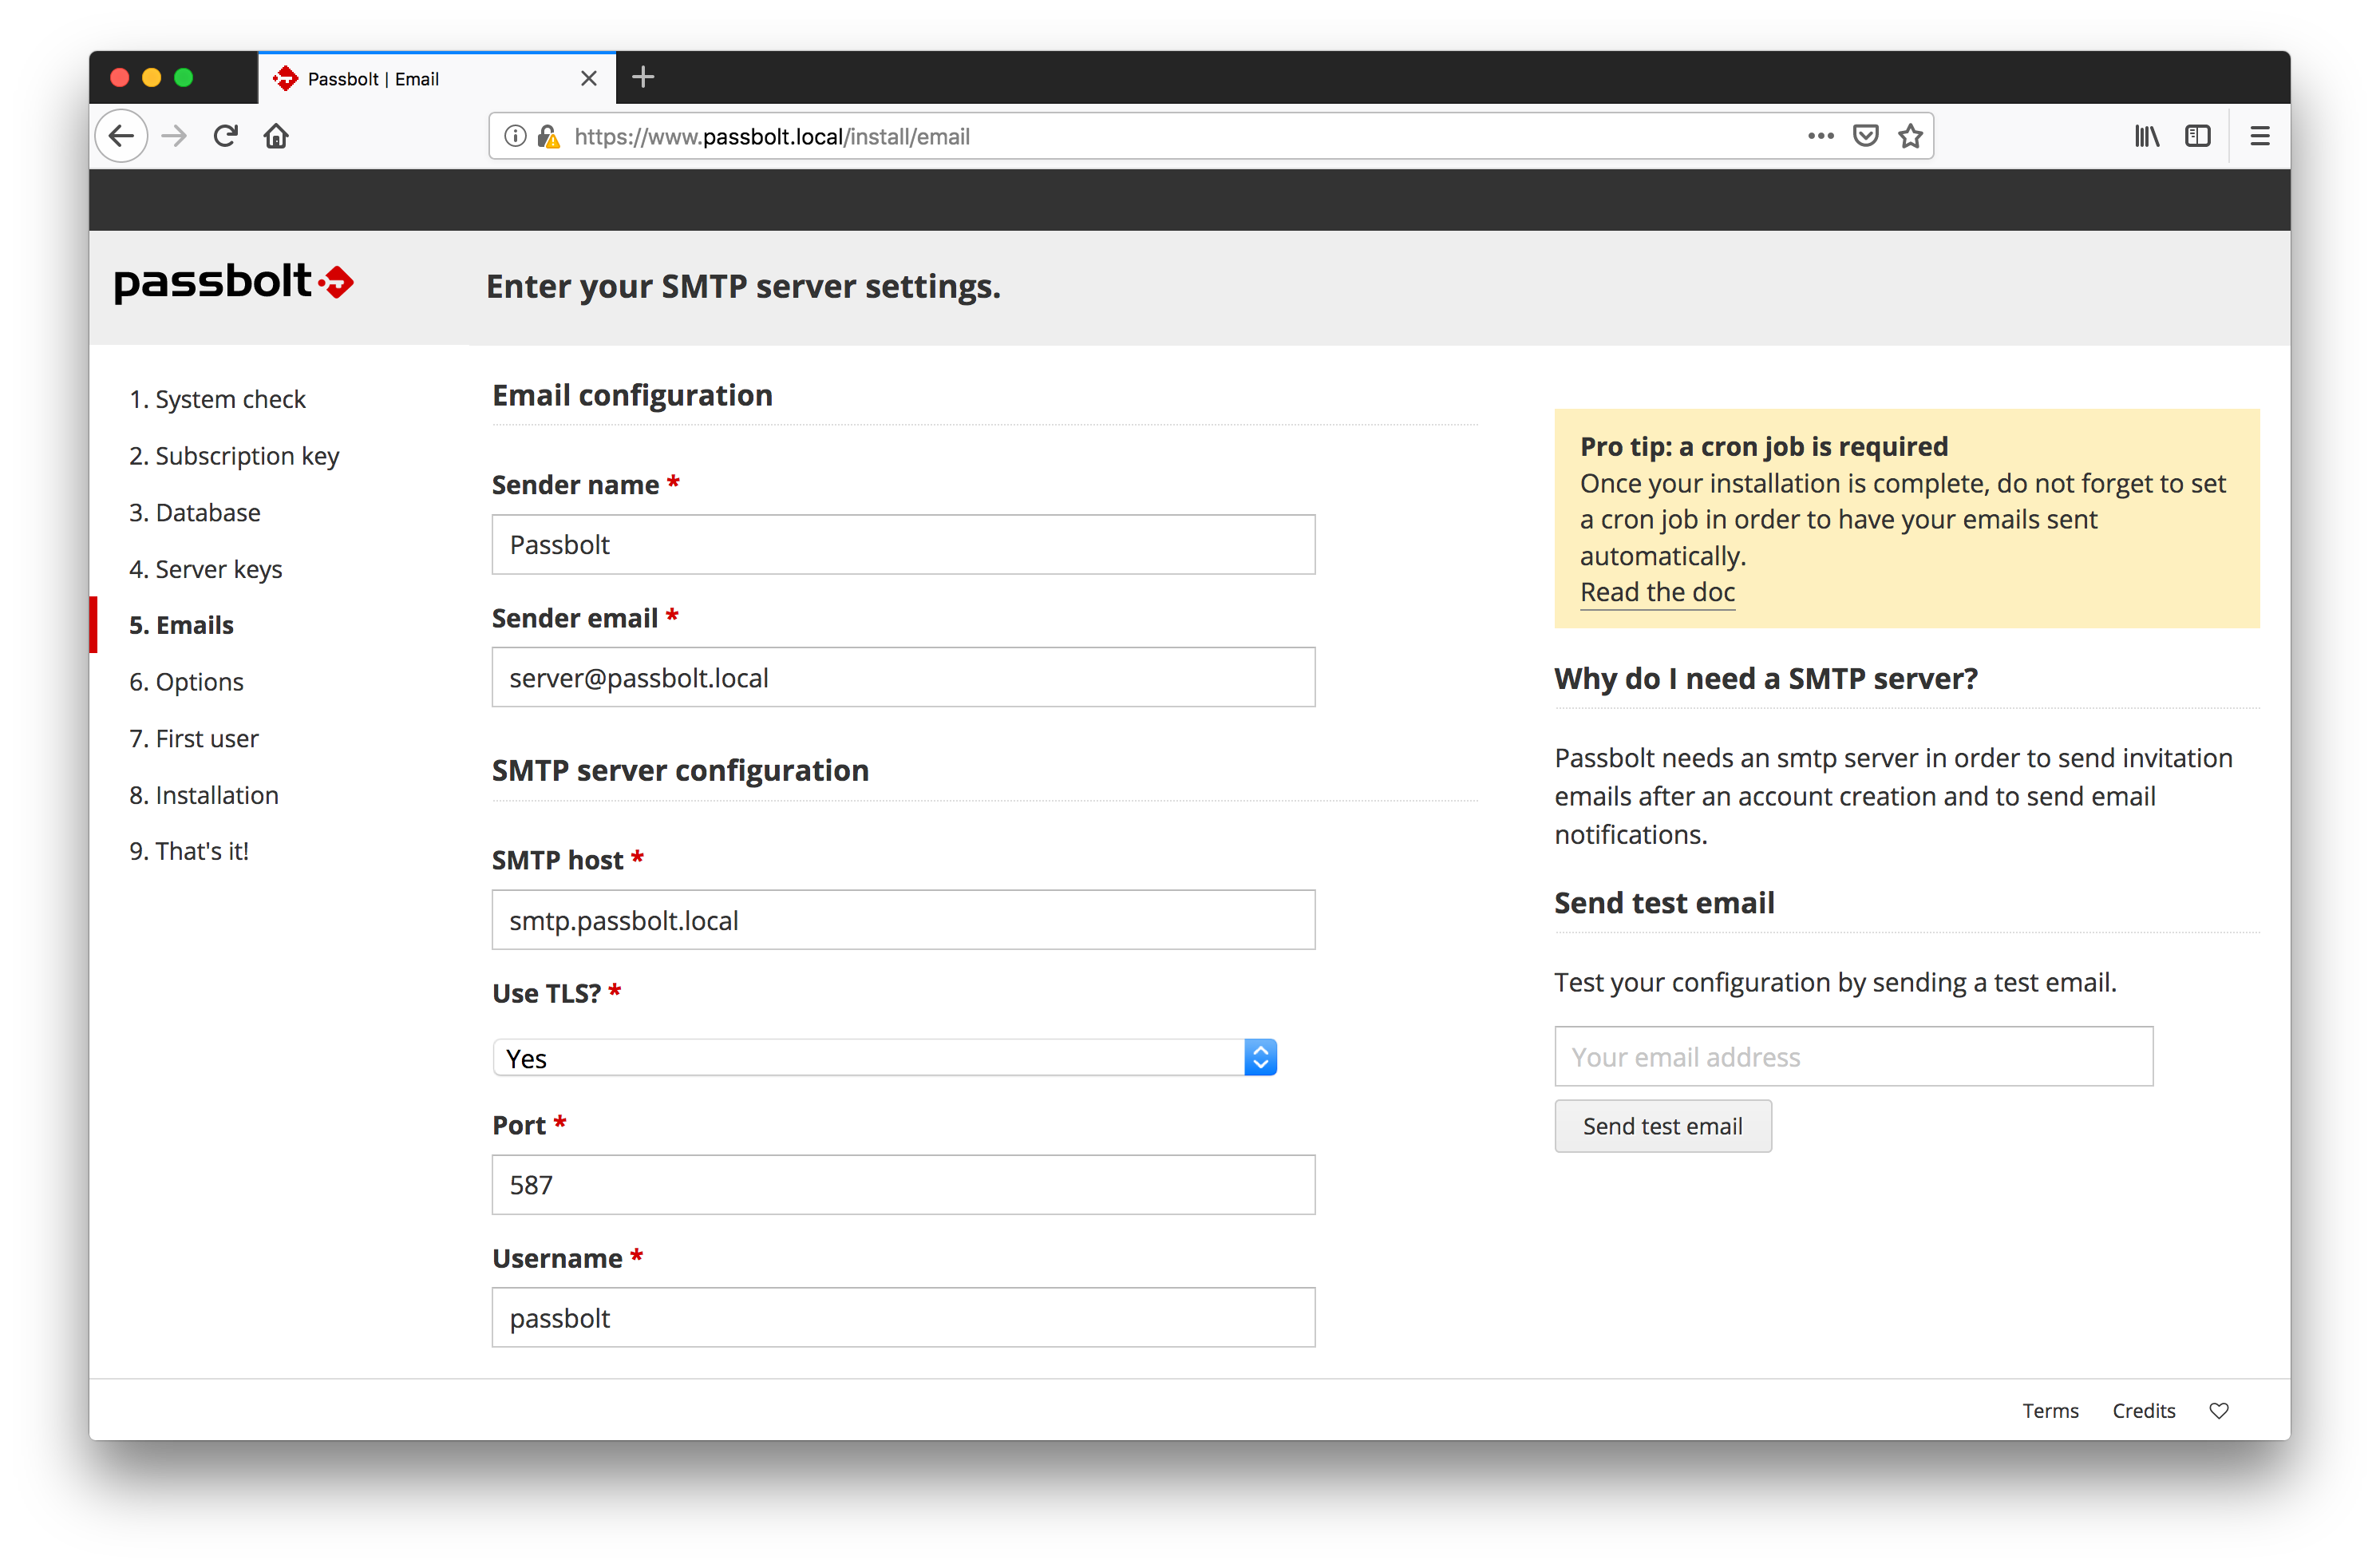 Passbolt | Email
https://www.passbolt.local/install/email
passbolt
Enter your SMTP server settings.
1. System check
2. Subscription key
3. Database
4. Server keys
5. Emails
6. Options
7. First user
8. Installation
9. That's it!
Email configuration
Sender name *
Passbolt
Sender email *
server@passbolt.local
SMTP server configuration
SMTP host *
smtp.passbolt.local
Use TLS? *
Yes
Port *
587
Username *
passbolt
Pro tip: a cron job is required
Once your installation is complete, do not forget to set
a cron job in order to have your emails sent
automatically.
Read the doc
Why do I need a SMTP server?
Passbolt needs an smtp server in order to send invitation
emails after an account creation and to send email
notifications.
Send test email
Test your configuration by sending a test email.
Your email address
Send test email
Terms Credits